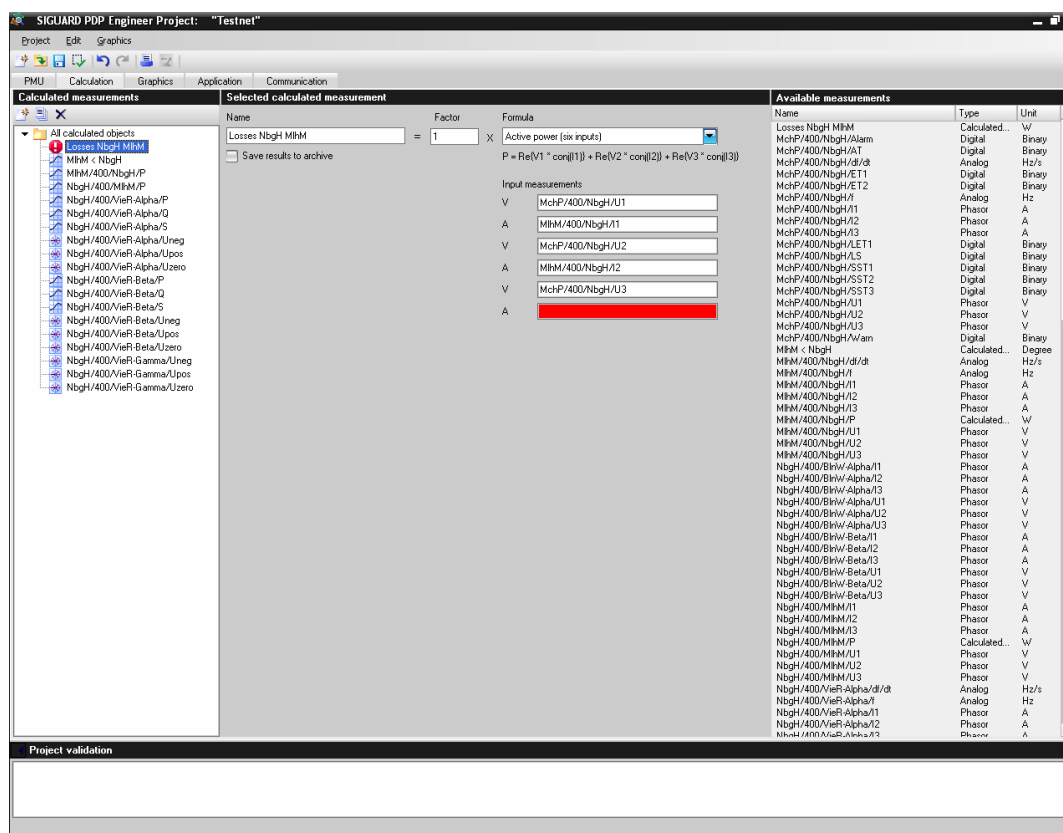 SIGUARD PDP Engineer Project: "Testnet"
Project Edit Graphics
PMU Calculation Graphics Application Communication
Calculated measurements
All calculated objects
Losses NbgH MlhM
MlhM < NbgH
MlhM/400/NbgH/P
NbgH/400/MlhM/P
NbgH/400/VieR-Alpha/P
NbgH/400/VieR-Alpha/Q
NbgH/400/VieR-Alpha/S
NbgH/400/VieR-Alpha/Uneg
NbgH/400/VieR-Alpha/Upos
NbgH/400/VieR-Alpha/Uzero
NbgH/400/VieR-Beta/P
NbgH/400/VieR-Beta/Q
NbgH/400/VieR-Beta/S
NbgH/400/VieR-Beta/Uneg
NbgH/400/VieR-Beta/Upos
NbgH/400/VieR-Beta/Uzero
NbgH/400/VieR-Gamma/Uneg
NbgH/400/VieR-Gamma/Upos
NbgH/400/VieR-Gamma/Uzero
Selected calculated measurement
Name Factor Formula
Losses NbgH MlhM = 1 X Active power (six inputs)
Save results to archive P = Re(V1 * conj(I1)) + Re(V2 * conj(I2)) + Re(V3 * conj(I3))
Input measurements
V MchP/400/NbgH/U1
A MlhM/400/NbgH/I1
V MchP/400/NbgH/U2
A MlhM/400/NbgH/I2
V MchP/400/NbgH/U3
A
Available measurements
Name Type Unit
Losses NbgH MlhM Calculated... W
MchP/400/NbgH/Alarm Digital Binary
MchP/400/NbgH/AT Digital Binary
MchP/400/NbgH/df/dt Analog Hz/s
MchP/400/NbgH/ET1 Digital Binary
MchP/400/NbgH/ET2 Digital Binary
MchP/400/NbgH/f Analog Hz
MchP/400/NbgH/I1 Phasor A
MchP/400/NbgH/I2 Phasor A
MchP/400/NbgH/I3 Phasor A
MchP/400/NbgH/LET1 Digital Binary
MchP/400/NbgH/LS Digital Binary
MchP/400/NbgH/SST1 Digital Binary
MchP/400/NbgH/SST2 Digital Binary
MchP/400/NbgH/SST3 Digital Binary
MchP/400/NbgH/U1 Phasor V
MchP/400/NbgH/U2 Phasor V
MchP/400/NbgH/U3 Phasor V
MchP/400/NbgH/Warn Digital Binary
MlhM < NbgH Calculated... Degree
MlhM/400/NbgH/df/dt Analog Hz/s
MlhM/400/NbgH/f Analog Hz
MlhM/400/NbgH/I1 Phasor A
MlhM/400/NbgH/I2 Phasor A
MlhM/400/NbgH/I3 Phasor A
MlhM/400/NbgH/P Calculated... W
MlhM/400/NbgH/U1 Phasor V
MlhM/400/NbgH/U2 Phasor V
MlhM/400/NbgH/U3 Phasor V
NbgH/400/BlnW-Alpha/I1 Phasor A
NbgH/400/BlnW-Alpha/I2 Phasor A
NbgH/400/BlnW-Alpha/I3 Phasor A
NbgH/400/BlnW-Alpha/U1 Phasor V
NbgH/400/BlnW-Alpha/U2 Phasor V
NbgH/400/BlnW-Alpha/U3 Phasor V
NbgH/400/BlnW-Beta/I1 Phasor A
NbgH/400/BlnW-Beta/I2 Phasor A
NbgH/400/BlnW-Beta/I3 Phasor A
NbgH/400/BlnW-Beta/U1 Phasor V
NbgH/400/BlnW-Beta/U2 Phasor V
NbgH/400/BlnW-Beta/U3 Phasor V
NbgH/400/MlhM/I1 Phasor A
NbgH/400/MlhM/I2 Phasor A
NbgH/400/MlhM/I3 Phasor A
NbgH/400/MlhM/P Calculated... W
NbgH/400/MlhM/U1 Phasor V
NbgH/400/MlhM/U2 Phasor V
NbgH/400/MlhM/U3 Phasor V
NbgH/400/VieR-Alpha/df/dt Analog Hz/s
NbgH/400/VieR-Alpha/f Analog Hz
NbgH/400/VieR-Alpha/I1 Phasor A
NbgH/400/VieR-Alpha/I2 Phasor A
NbgH/400/VieR-Alpha/I3 Phasor A
Project validation